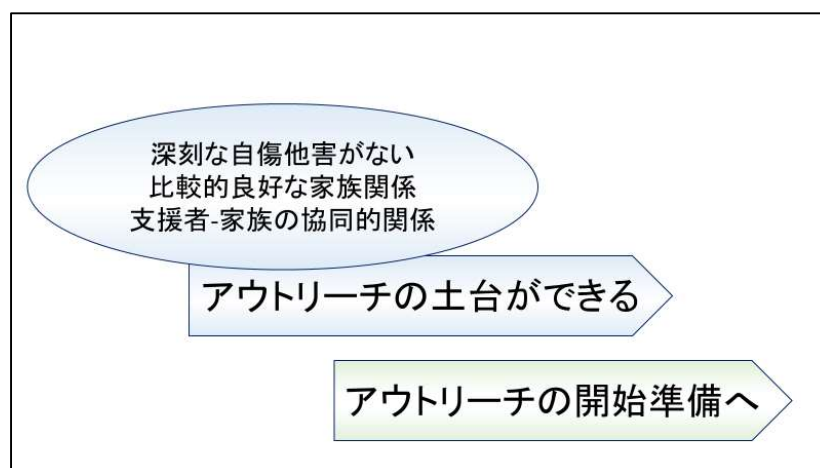 深刻な自傷他害がない
比較的良好な家族関係
支援者-家族の協同的関係
アウトリーチの土台ができる
アウトリーチの開始準備へ